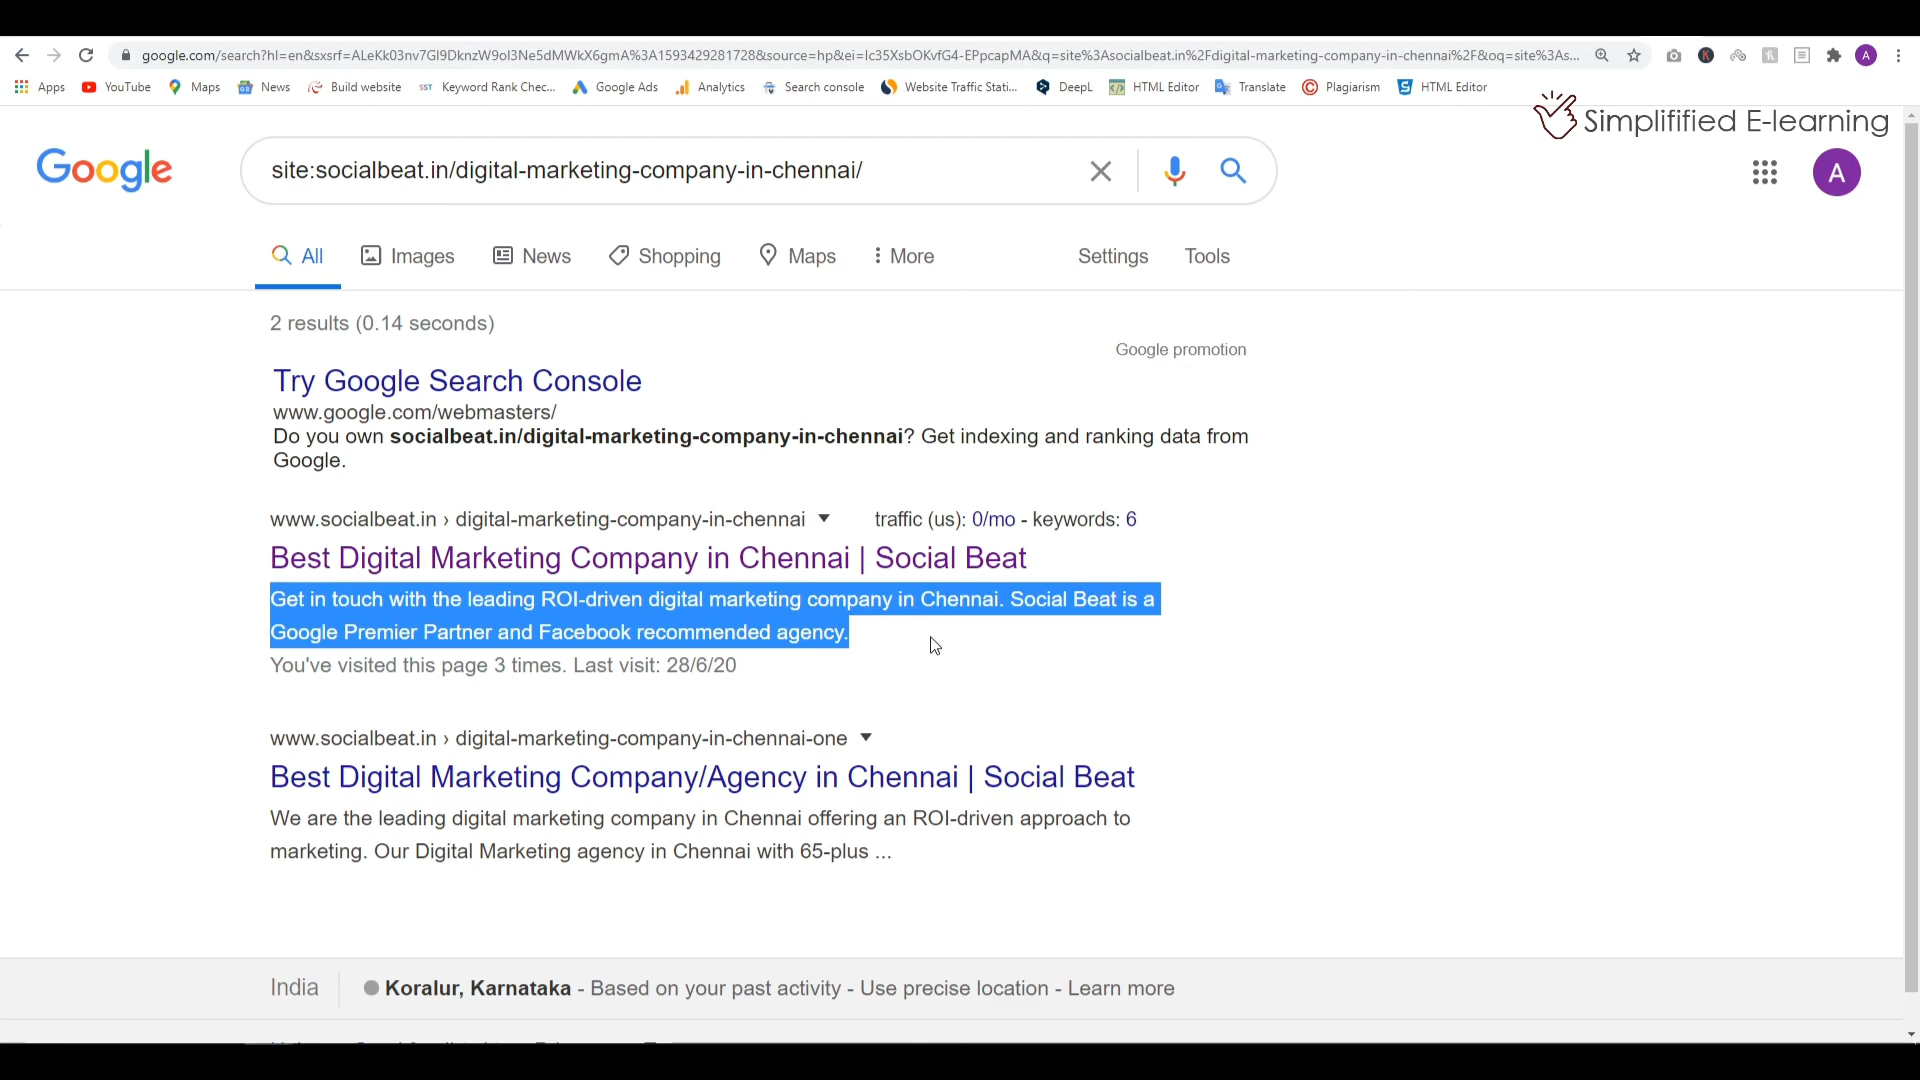 google.com/search?hl=en&sxsrf=ALeKk03nv7Gl9DknzW9ol3Ne5dMWkX6gmA%3A1593429281728&source=hp&ei=Ic35XsbOKvfG4-EPpcapMA&q=site%3Asocialbeat.in%2Fdigital-marketing-company-in-chennai%2F&oq=site%3As...
Apps YouTube Maps News Build website SST Keyword Rank Chec... Google Ads Analytics Search console Website Traffic Stati... DeepL HTML Editor Translate Plagiarism HTML Editor
Simplifified E-learning
Google site:socialbeat.in/digital-marketing-company-in-chennai/ A
All Images News Shopping Maps More Settings Tools
2 results (0.14 seconds)
Google promotion
Try Google Search Console
www.google.com/webmasters/
Do you own socialbeat.in/digital-marketing-company-in-chennai? Get indexing and ranking data from
Google.
www.socialbeat.in › digital-marketing-company-in-chennai traffic (us): 0/mo - keywords: 6
Best Digital Marketing Company in Chennai | Social Beat
Get in touch with the leading ROI-driven digital marketing company in Chennai. Social Beat is a
Google Premier Partner and Facebook recommended agency.
You've visited this page 3 times. Last visit: 28/6/20
www.socialbeat.in › digital-marketing-company-in-chennai-one
Best Digital Marketing Company/Agency in Chennai | Social Beat
We are the leading digital marketing company in Chennai offering an ROI-driven approach to
marketing. Our Digital Marketing agency in Chennai with 65-plus ...
India Koralur, Karnataka - Based on your past activity - Use precise location - Learn more